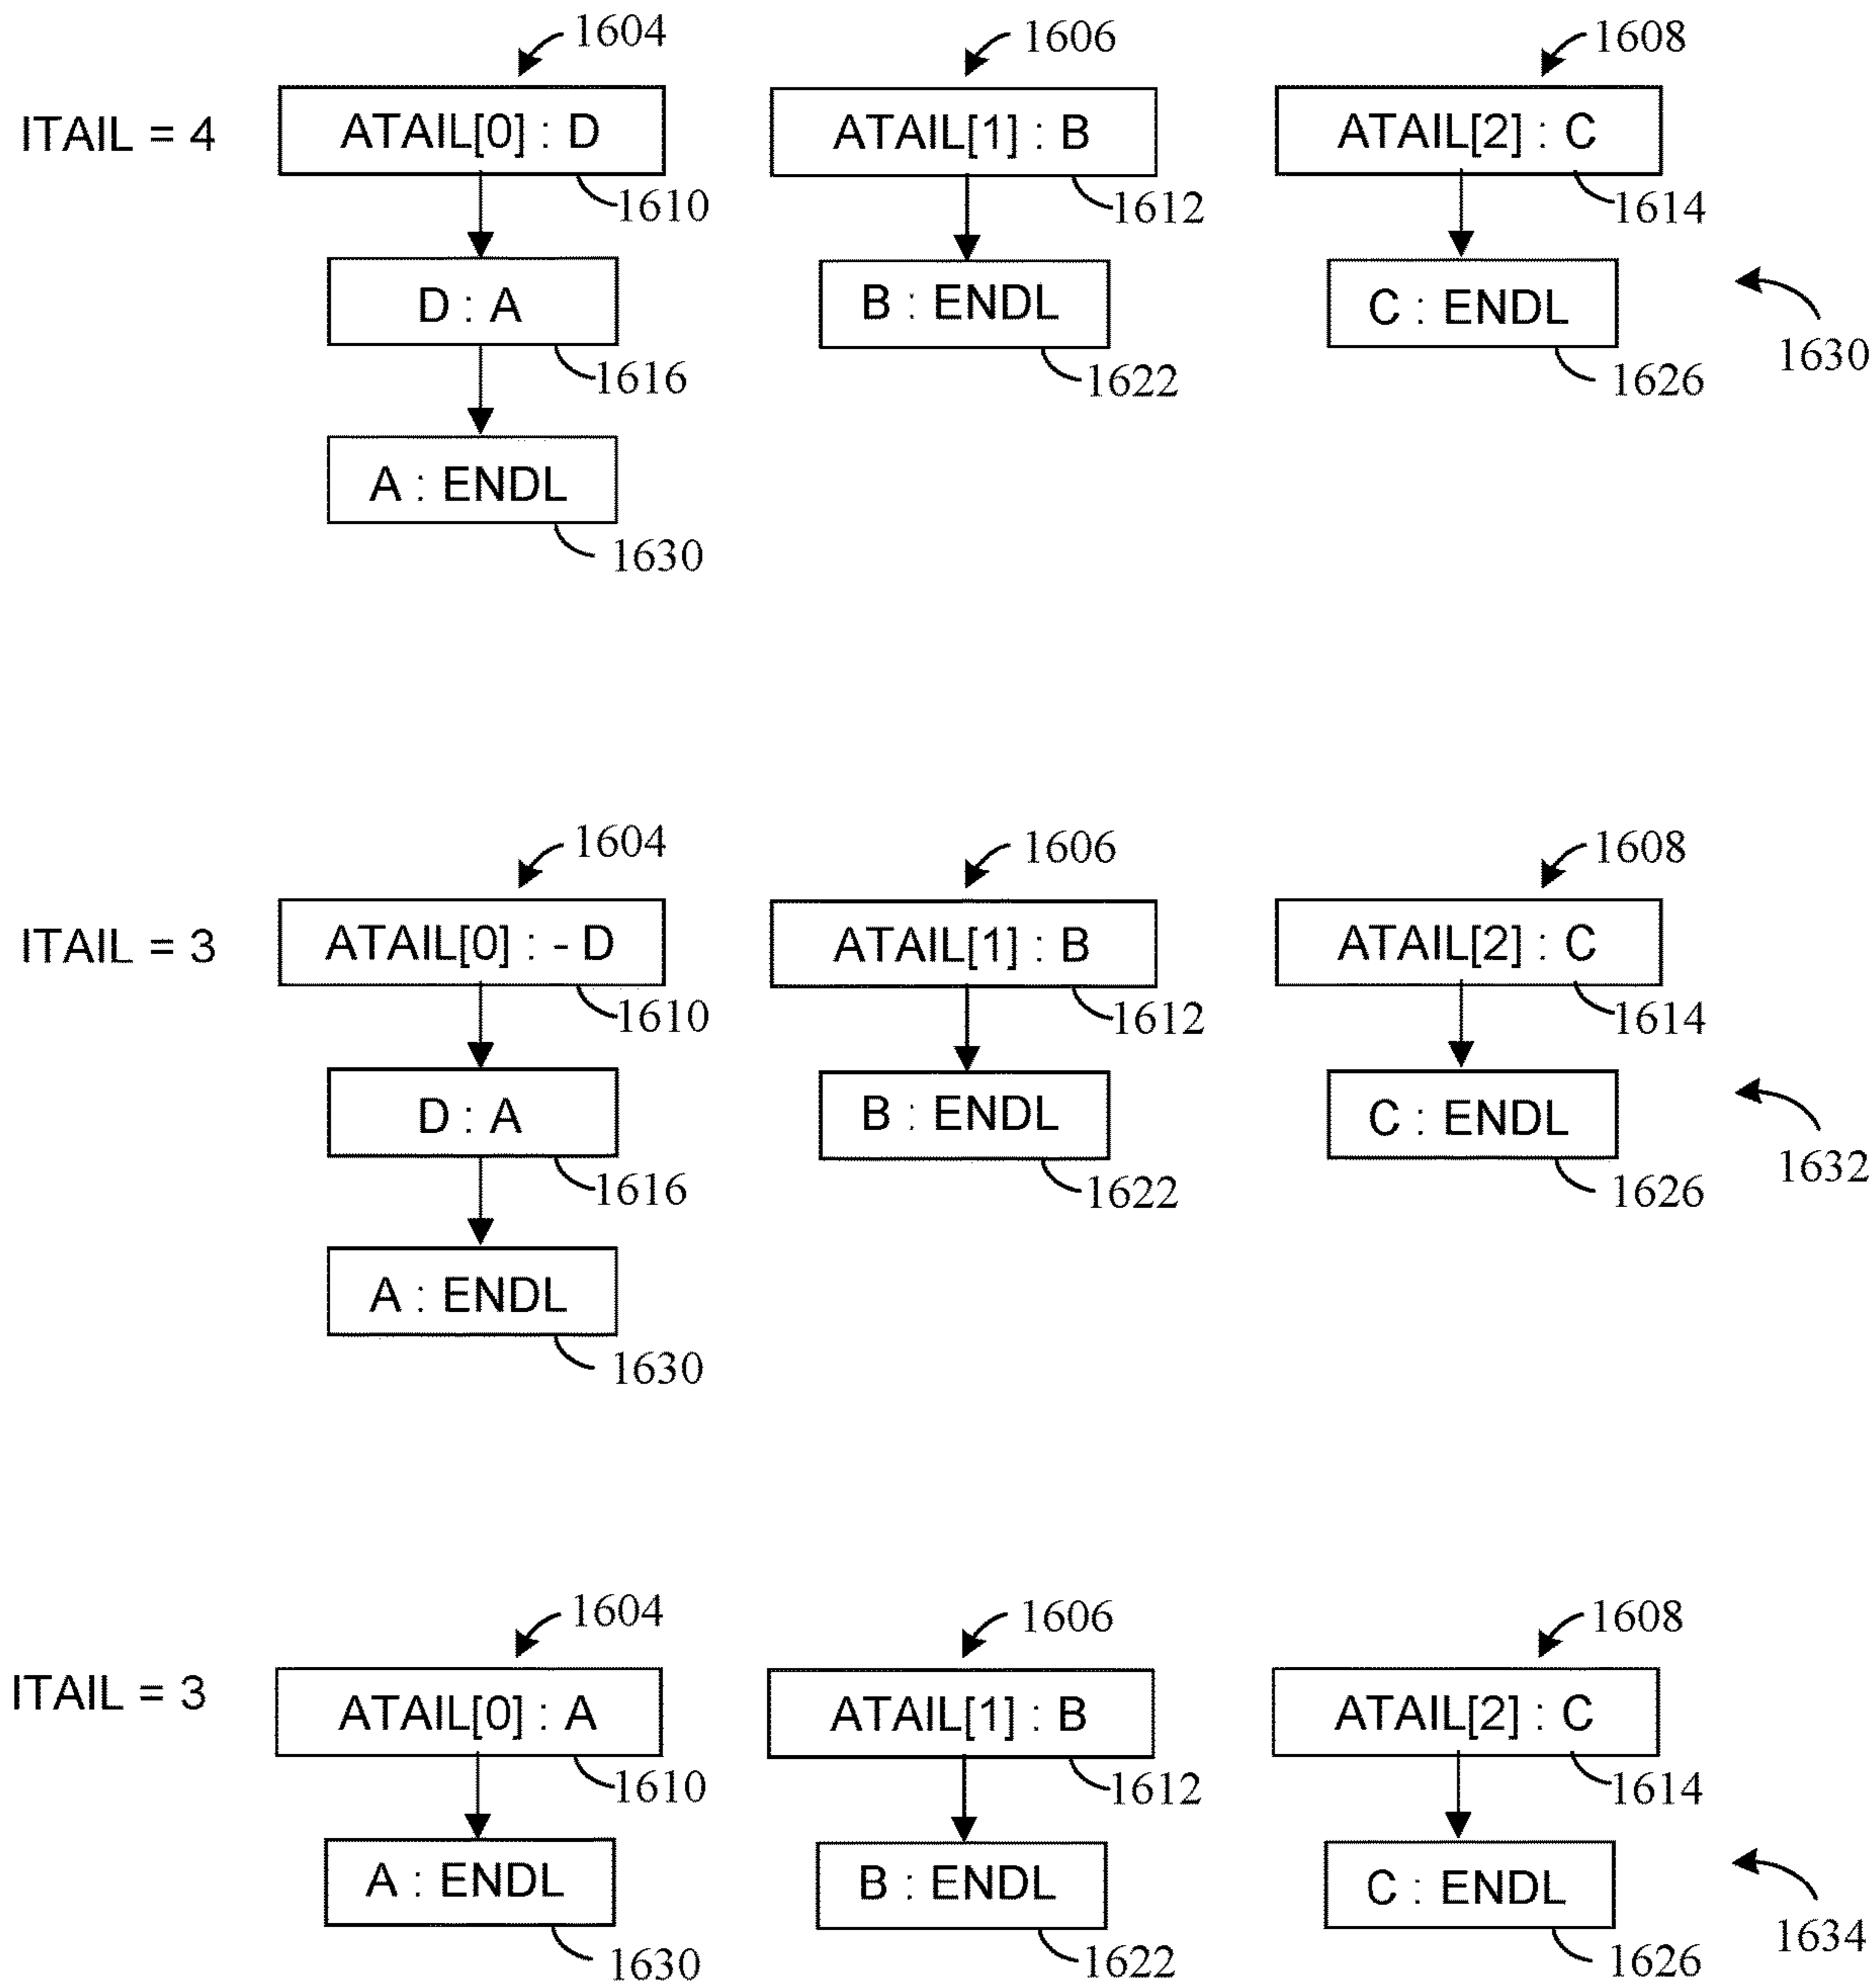 1604
1606
1608
ITAIL = 4
ATAIL[0] : D
ATAIL[1] : B
ATAIL[2] : C
1610
1612
1614
D : A
B : ENDL
C : ENDL
1630
1616
1622
1626
A : ENDL
1630
1604
1606
1608
ITAIL = 3
ATAIL[0] : - D
ATAIL[1] : B
ATAIL[2] : C
1610
1612
1614
D : A
B : ENDL
C : ENDL
1632
1616
1622
1626
A : ENDL
1630
1604
1606
1608
ITAIL = 3
ATAIL[0] : A
ATAIL[1] : B
ATAIL[2] : C
1610
1612
1614
A : ENDL
B : ENDL
C : ENDL
1634
1630
1622
1626